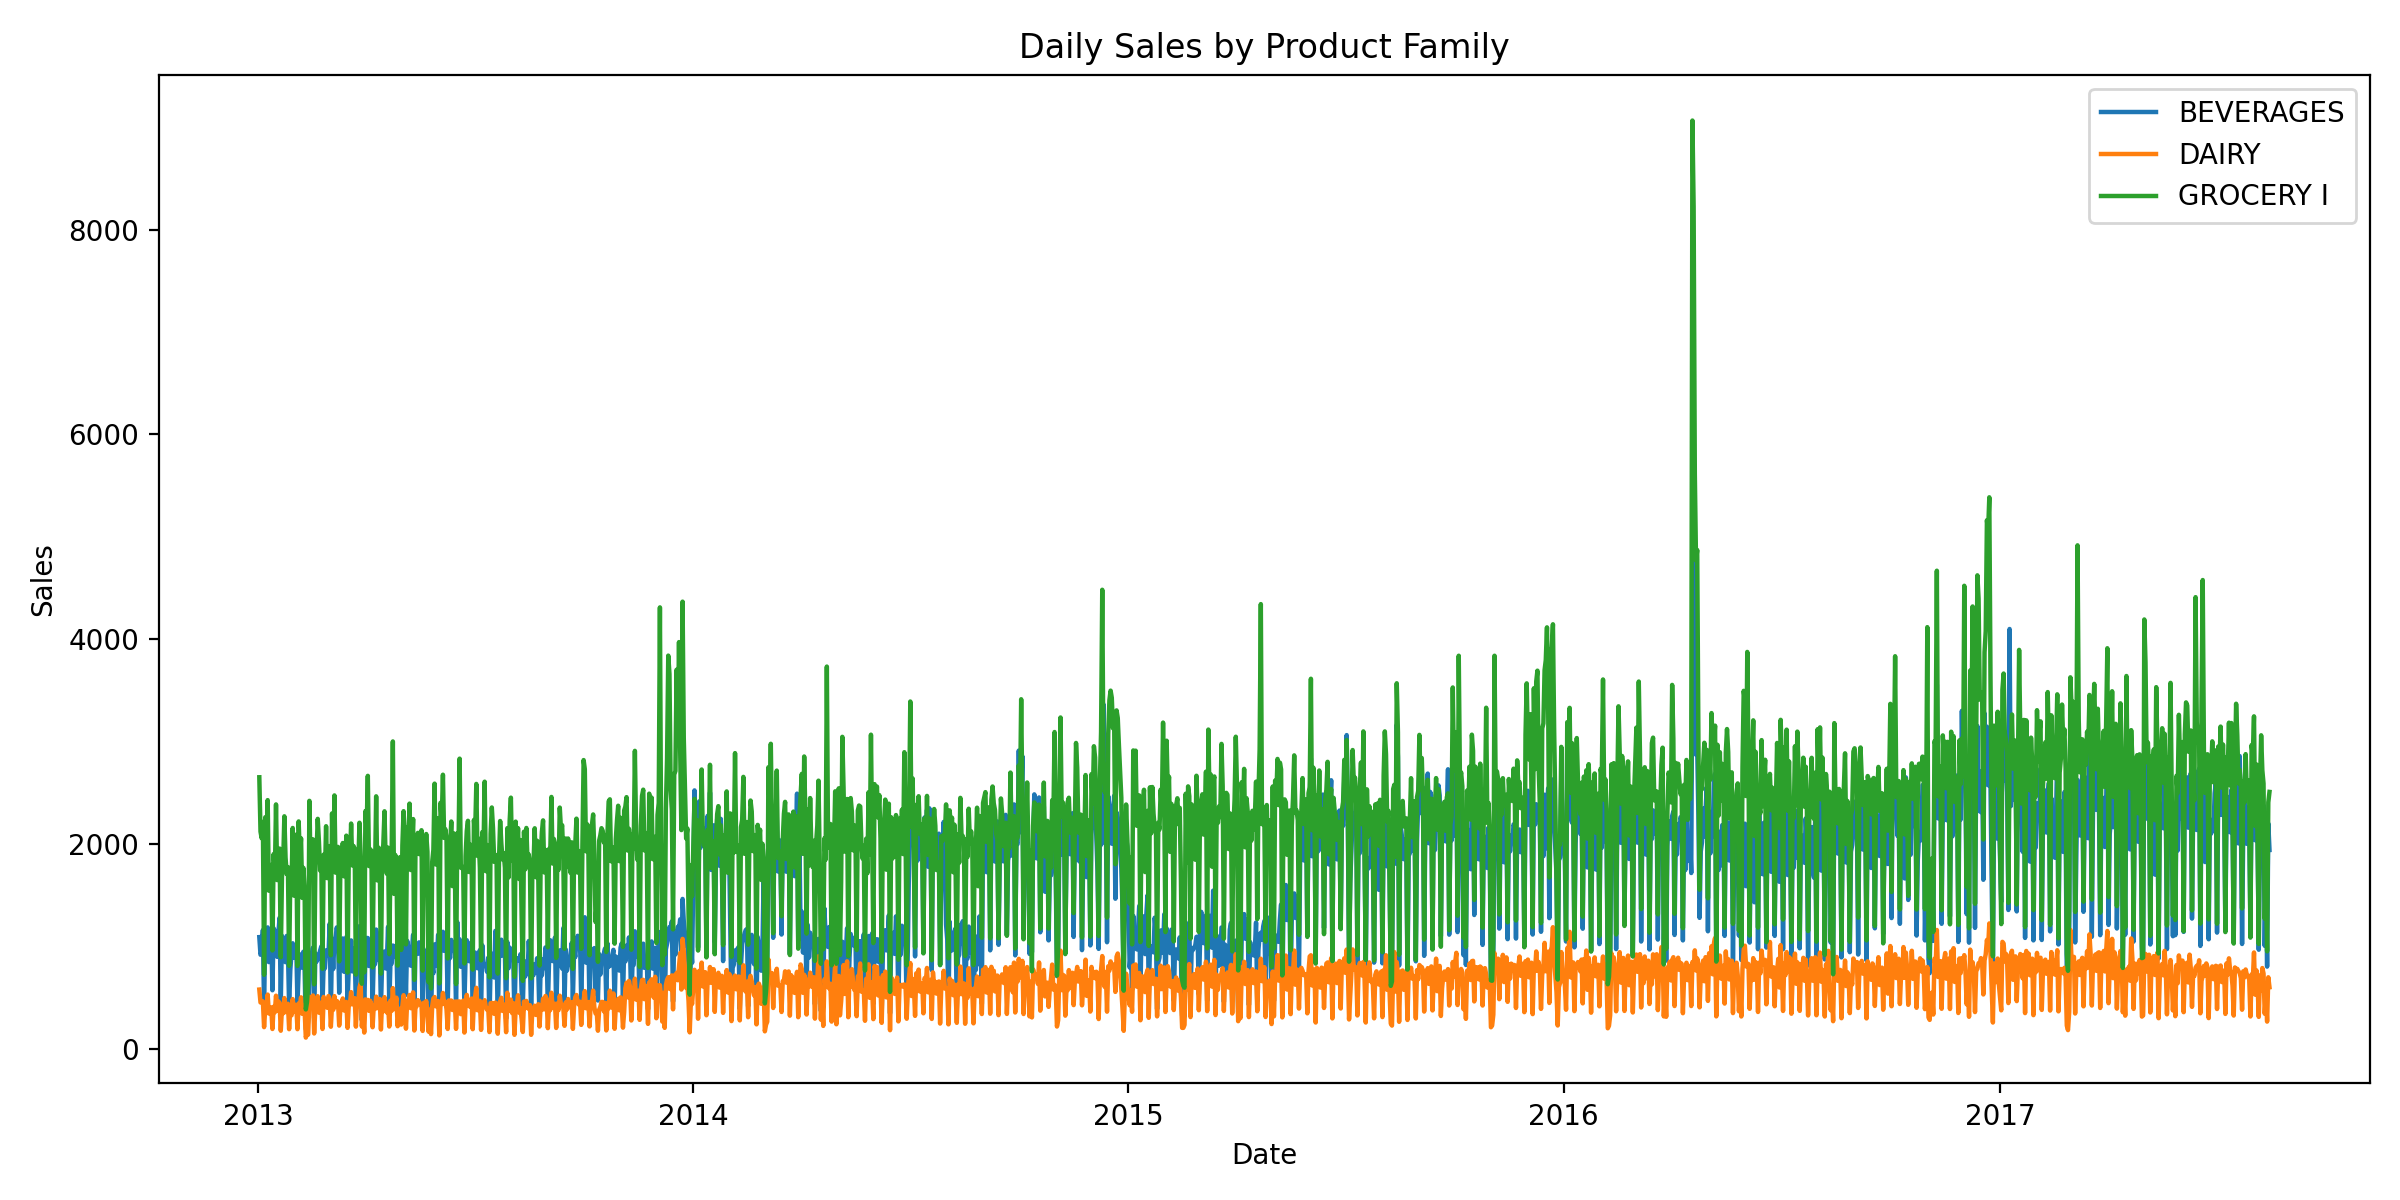 Daily Sales by Product Family
BEVERAGES
DAIRY
GROCERY I
8000
6000
4000
2000
0
Sales
2013
2014
2015
2016
2017
Date